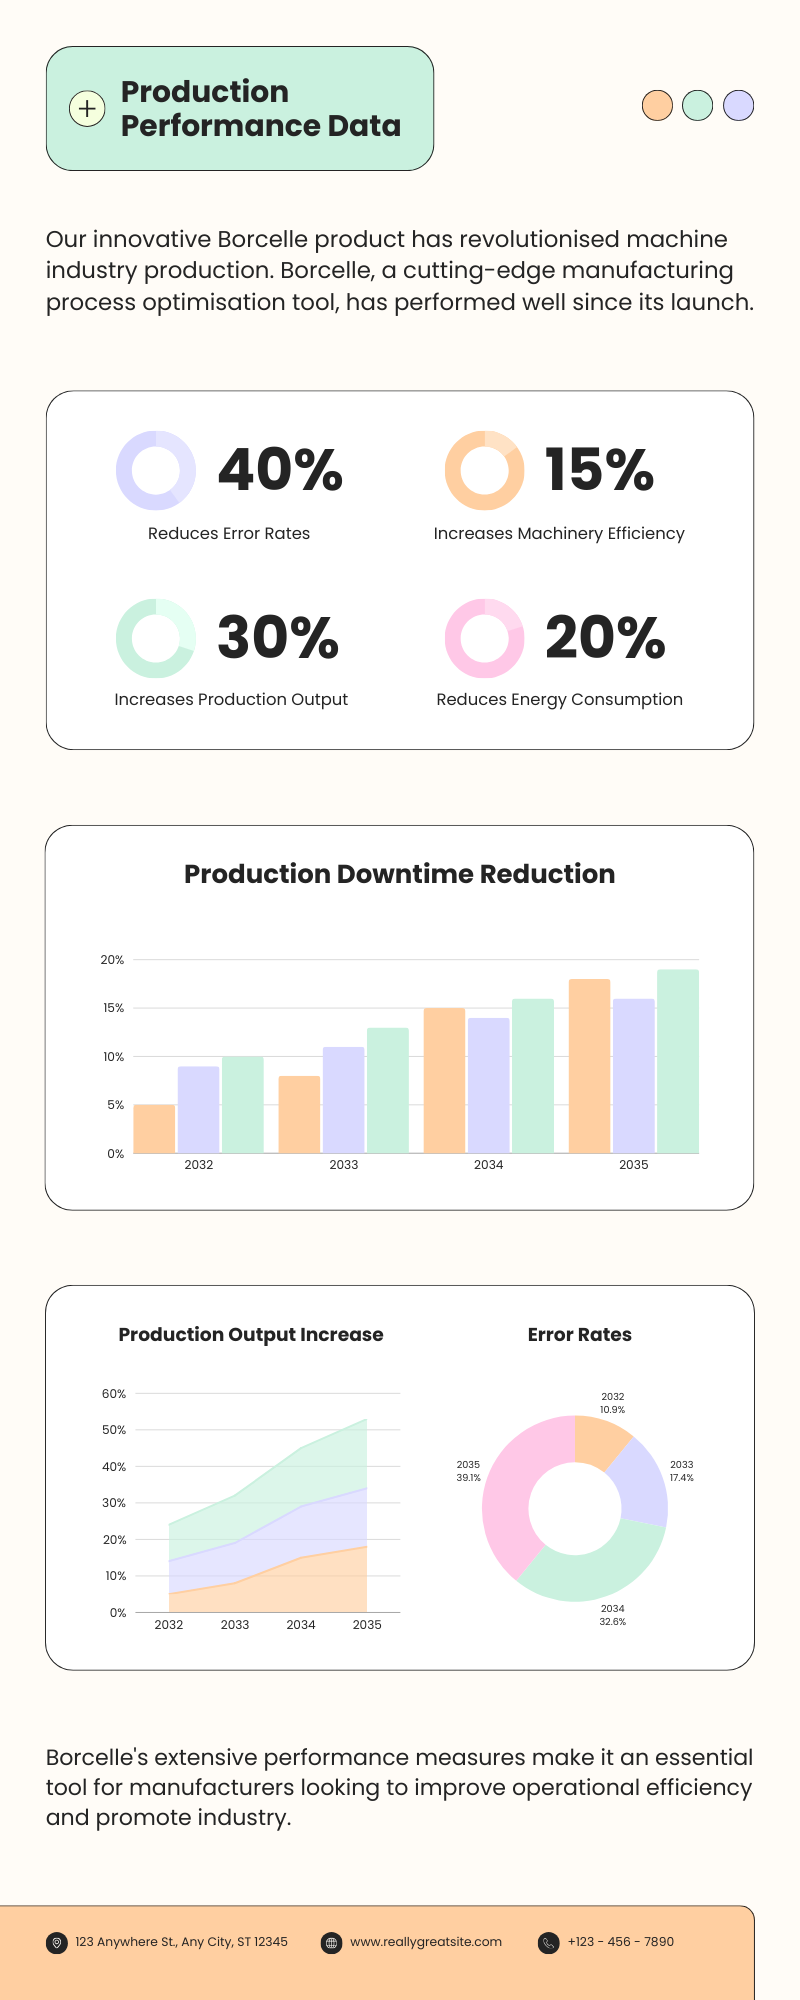 Production
Performance Data
Our innovative Borcelle product has revolutionised machine
industry production. Borcelle, a cutting-edge manufacturing
process optimisation tool, has performed well since its launch.
40%
Reduces Error Rates
15%
Increases Machinery Efficiency
30%
Increases Production Output
20%
Reduces Energy Consumption
Production Downtime Reduction
20%
15%
10%
5%
0%
2032
2033
2034
2035
Production Output Increase
60%
50%
40%
30%
20%
10%
0%
2032
2033
2034
2035
Error Rates
2032
10.9%
2033
17.4%
2034
32.6%
2035
39.1%
Borcelle's extensive performance measures make it an essential
tool for manufacturers looking to improve operational efficiency
and promote industry.
123 Anywhere St., Any City, ST 12345
www.reallygreatsite.com
+123 - 456 - 7890